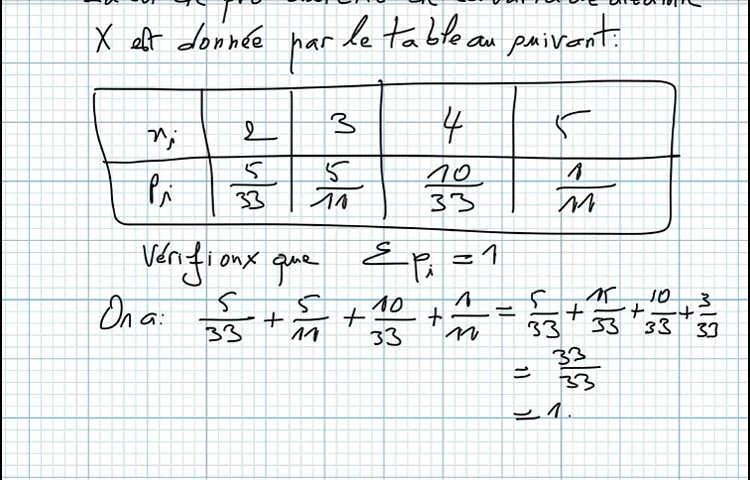 X est donnée par le tableau suivant:
xi 2 3 4 5
Pi 5/33 5/11 10/33 1/11
Vérifionx que Σpi = 1
On a: 5/33 + 5/11 + 10/33 + 1/11 = 5/33 + 15/33 + 10/33 + 3/33
= 33/33
= 1.